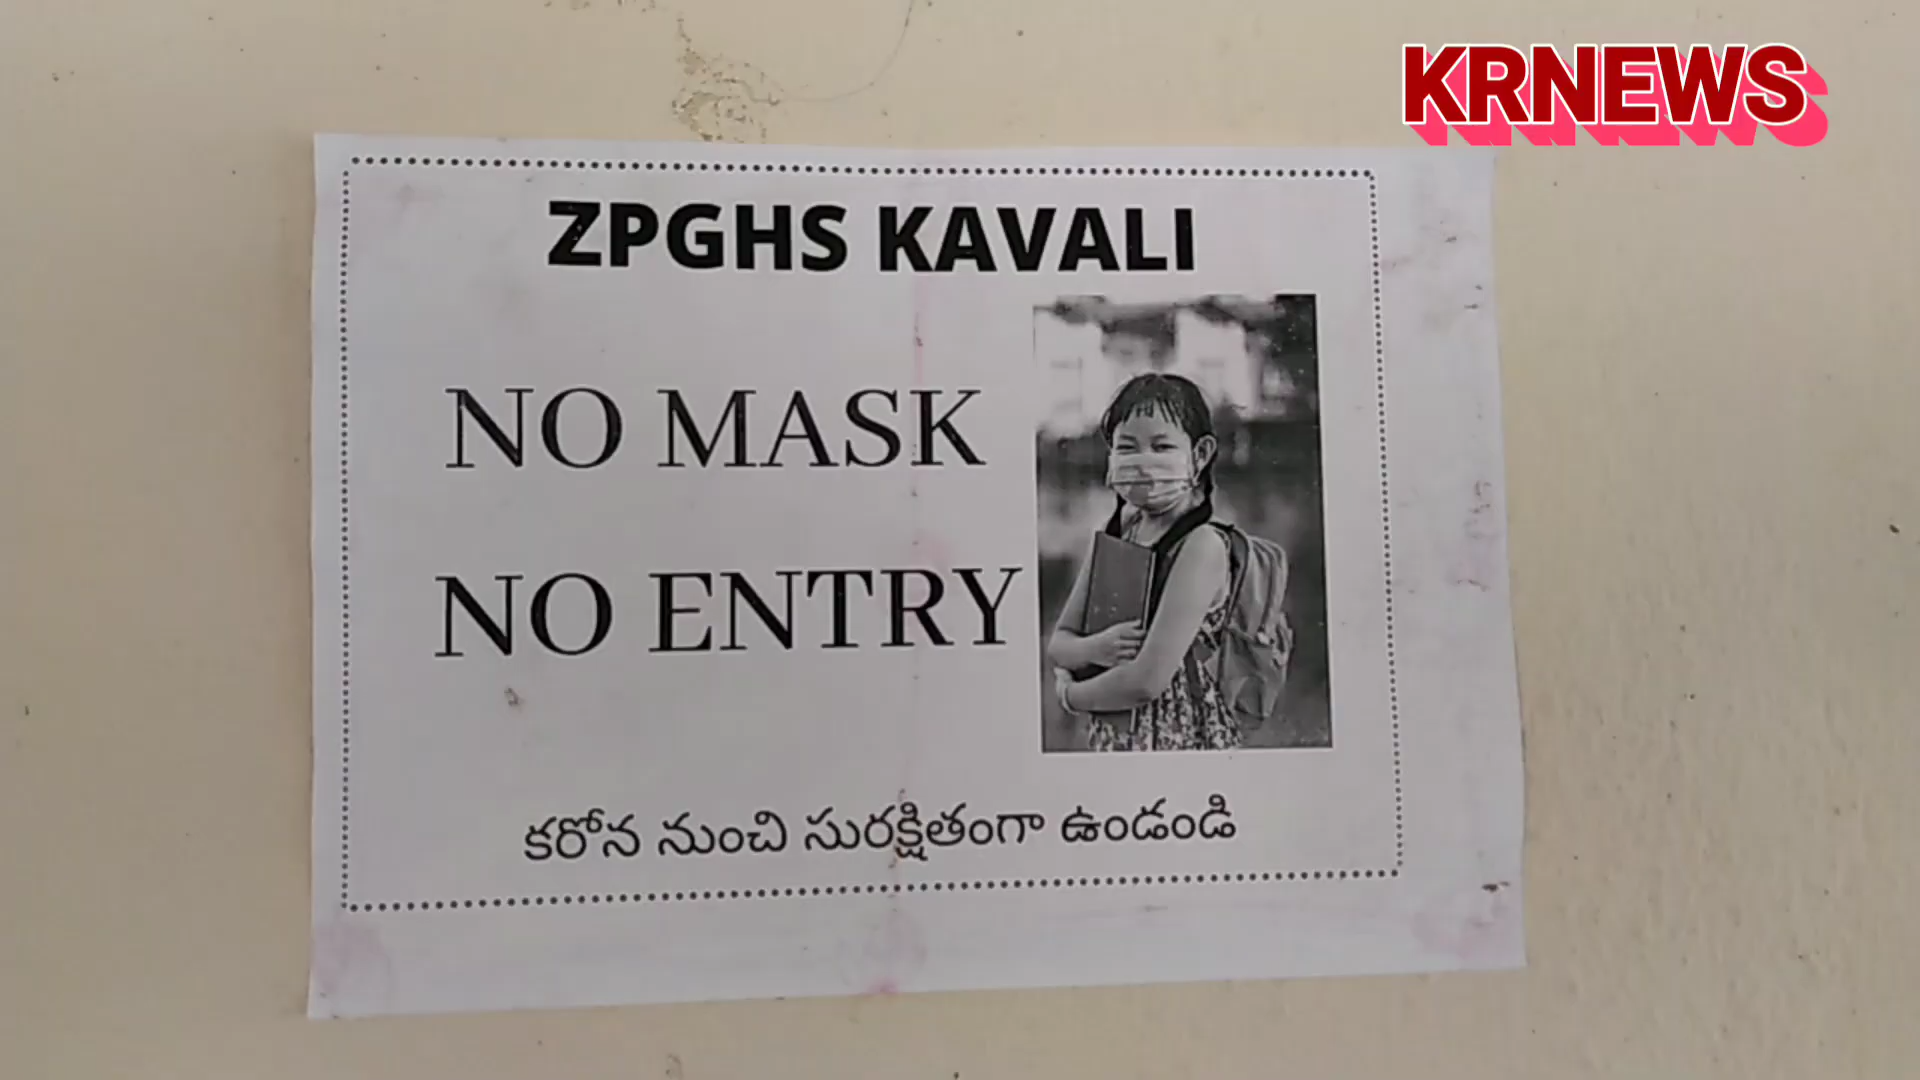 KRNEWS
ZPGHS KAVALI
NO MASK
NO ENTRY
కరోన నుంచి సురక్షితంగా ఉండండి